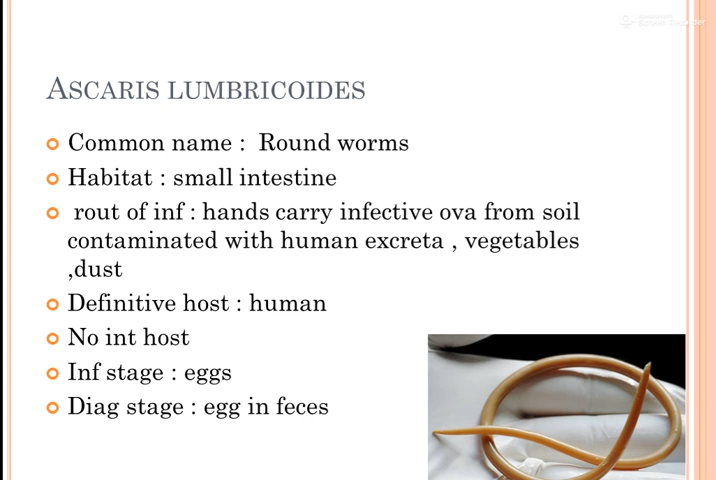 ASCARIS LUMBRICOIDES
Common name : Round worms
Habitat : small intestine
rout of inf : hands carry infective ova from soil
contaminated with human excreta , vegetables
,dust
Definitive host : human
No int host
Inf stage : eggs
Diag stage : egg in feces